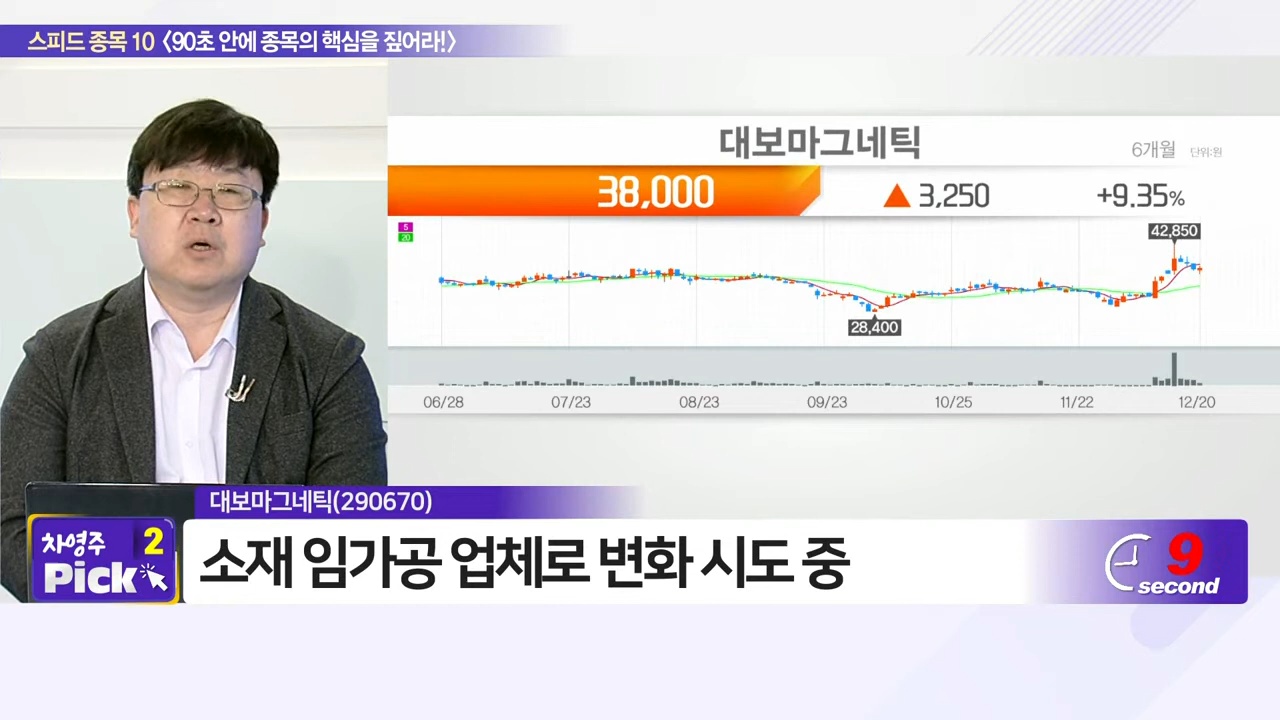 스피드 종목 10 〈90초 안에 종목의 핵심을 짚어라!〉
대보마그네틱
6개월 단위:원
38,000 ▲ 3,250 +9.35%
5
20
42,850
28,400
06/28 07/23 08/23 09/23 10/25 11/22 12/20
대보마그네틱(290670)
차영주 2
Pick
소재 임가공 업체로 변화 시도 중
9
second